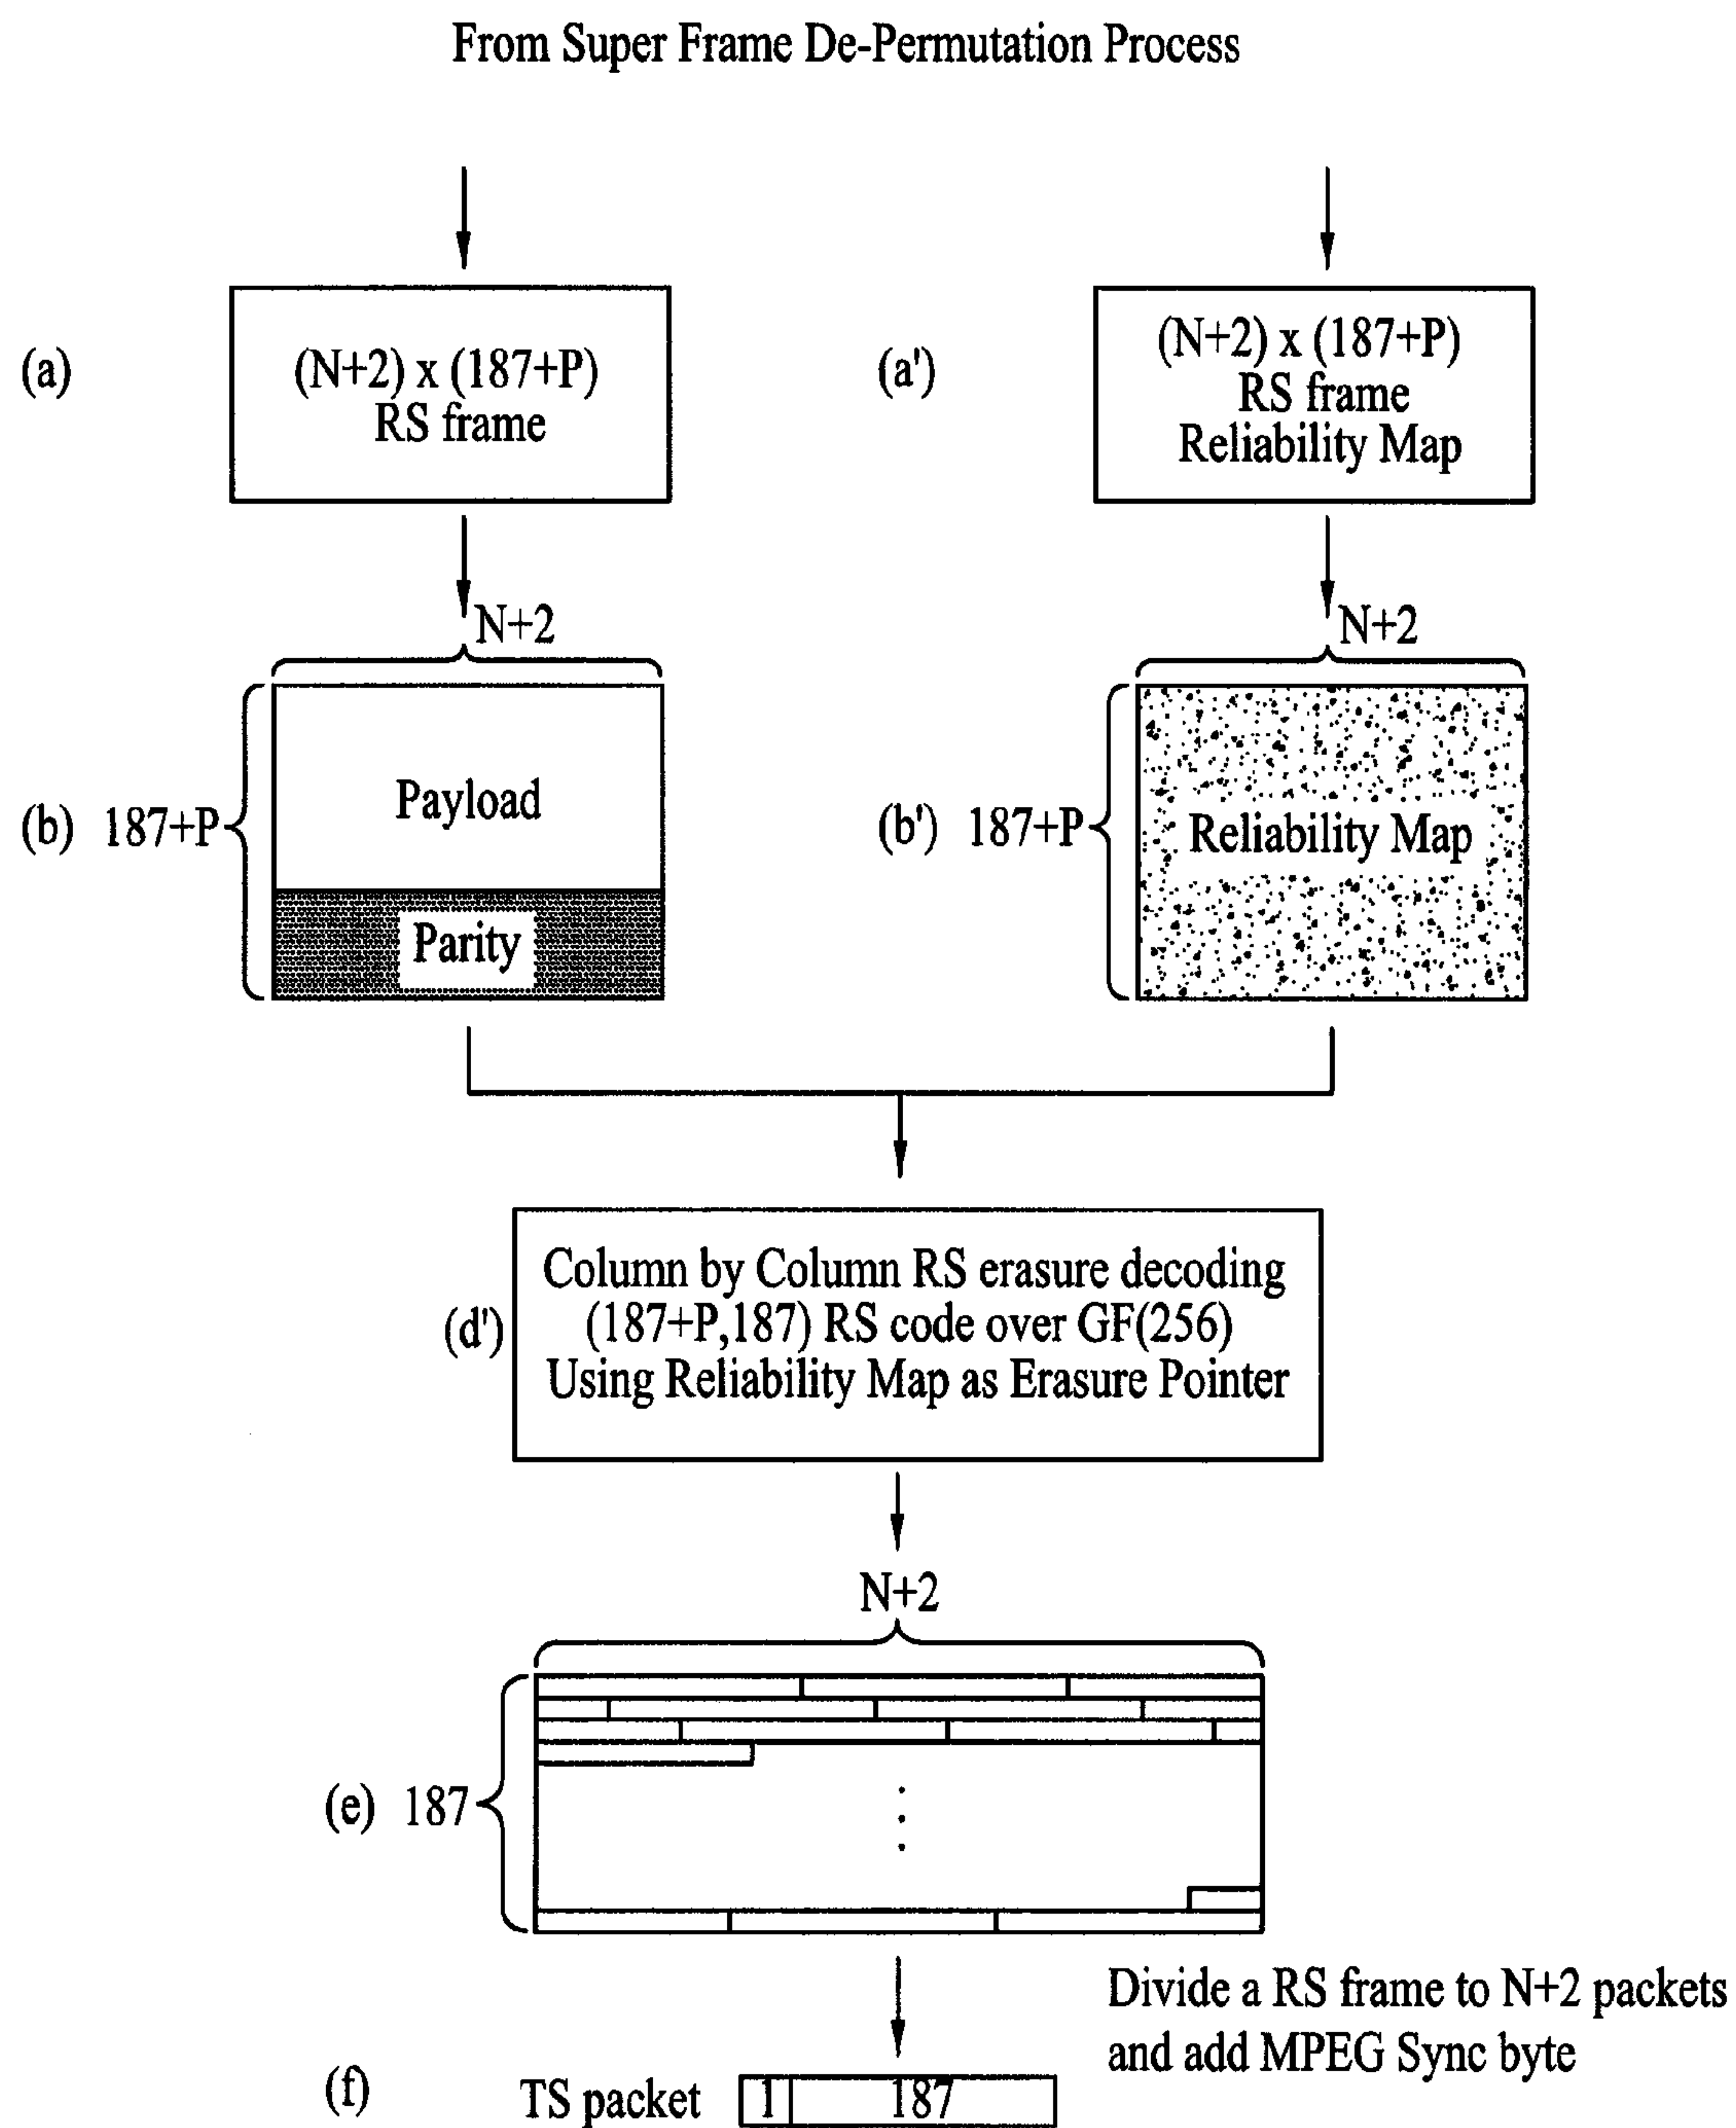 From Super Frame De-Permutation Process
(a)
(N+2) x (187+P)
RS frame
(a')
(N+2) x (187+P)
RS frame
Reliability Map
N+2
N+2
(b) 187+P
Payload
Parity
(b') 187+P
Reliability Map
(d')
Column by Column RS erasure decoding
(187+P,187) RS code over GF(256)
Using Reliability Map as Erasure Pointer
N+2
(e) 187
Divide a RS frame to N+2 packets
and add MPEG Sync byte
(f) TS packet 1 187